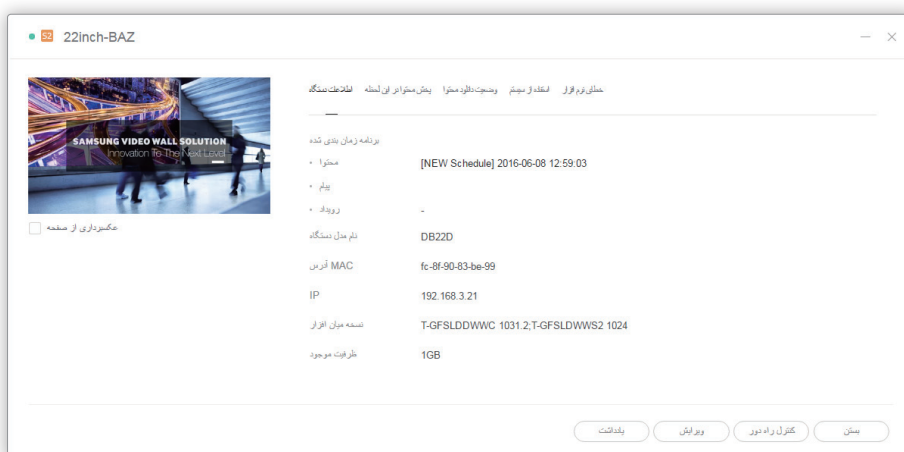 S2 22inch-BAZ
SAMSUNG VIDEO WALL SOLUTION
Innovation To The Next Level
عکسبرداری از صفحه
اطلاعات دستگاه پخش محتوا در این لحظه وضعیت دانلود محتوا استفاده از سیستم خطای نرم افزار
برنامه زمان بندی شده
محتوا [NEW Schedule] 2016-06-08 12:59:03
پیام
رویداد -
نام مدل دستگاه DB22D
آدرس MAC fc-8f-90-83-be-99
IP 192.168.3.21
نسخه میان افزار T-GFSLDDWWC 1031.2;T-GFSLDWWS2 1024
ظرفیت موجود 1GB
یادداشت ویرایش کنترل راه دور بستن